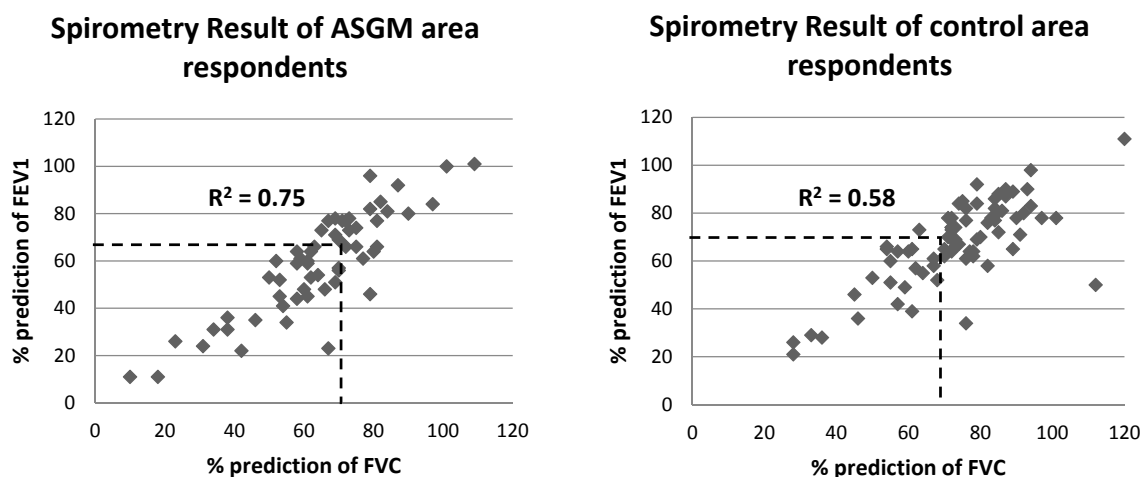 Spirometry Result of ASGM area
respondents
% prediction of FEV1
120
100
80
60
40
20
0
R² = 0.75
0 20 40 60 80 100 120
% prediction of FVC
Spirometry Result of control area
respondents
% prediction of FEV1
120
100
80
60
40
20
0
R² = 0.58
0 20 40 60 80 100 120
% prediction of FVC